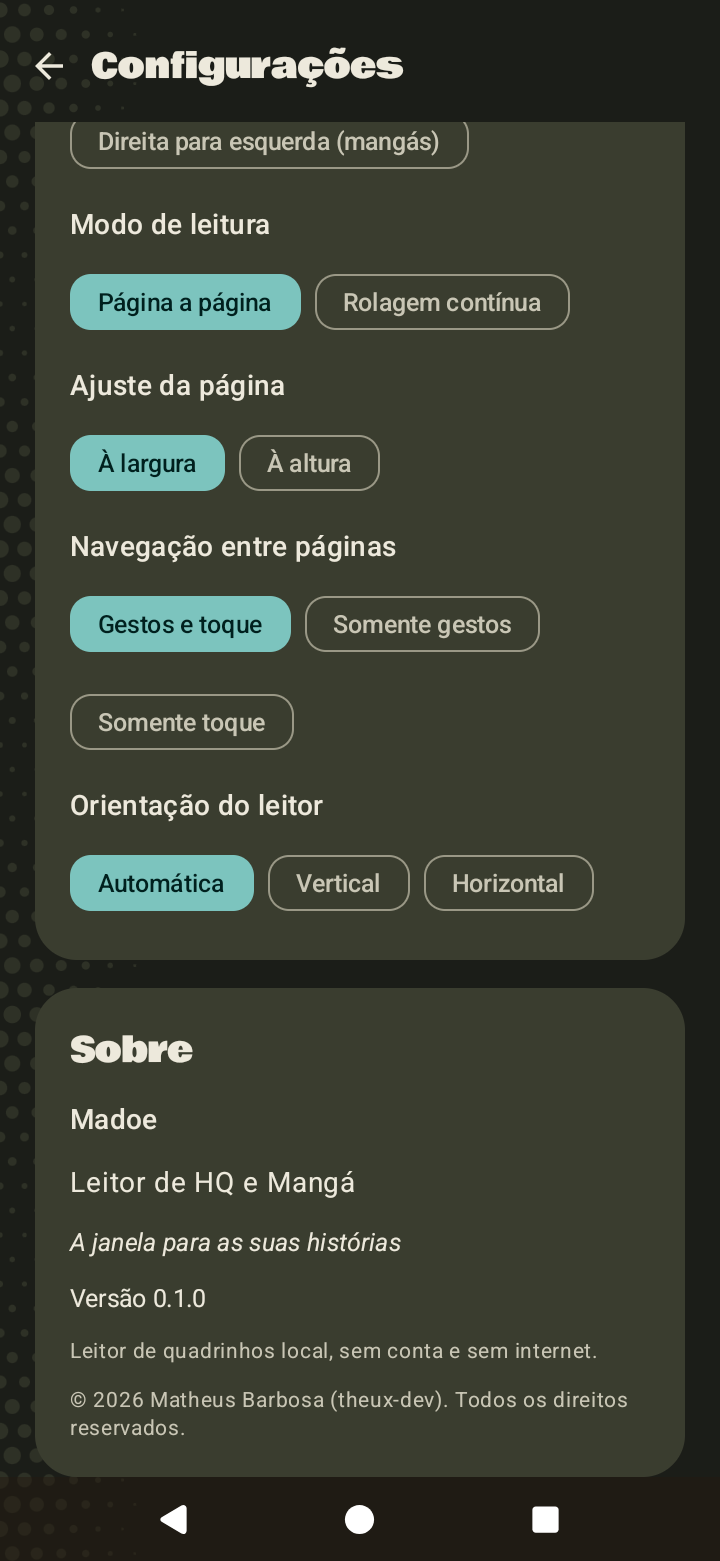 Configurações
Direita para esquerda (mangás)
Modo de leitura
Página a página
Rolagem contínua
Ajuste da página
À largura
À altura
Navegação entre páginas
Gestos e toque
Somente gestos
Somente toque
Orientação do leitor
Automática
Vertical
Horizontal
Sobre
Madoe
Leitor de HQ e Mangá
A janela para as suas histórias
Versão 0.1.0
Leitor de quadrinhos local, sem conta e sem internet.
© 2026 Matheus Barbosa (theux-dev). Todos os direitos
reservados.